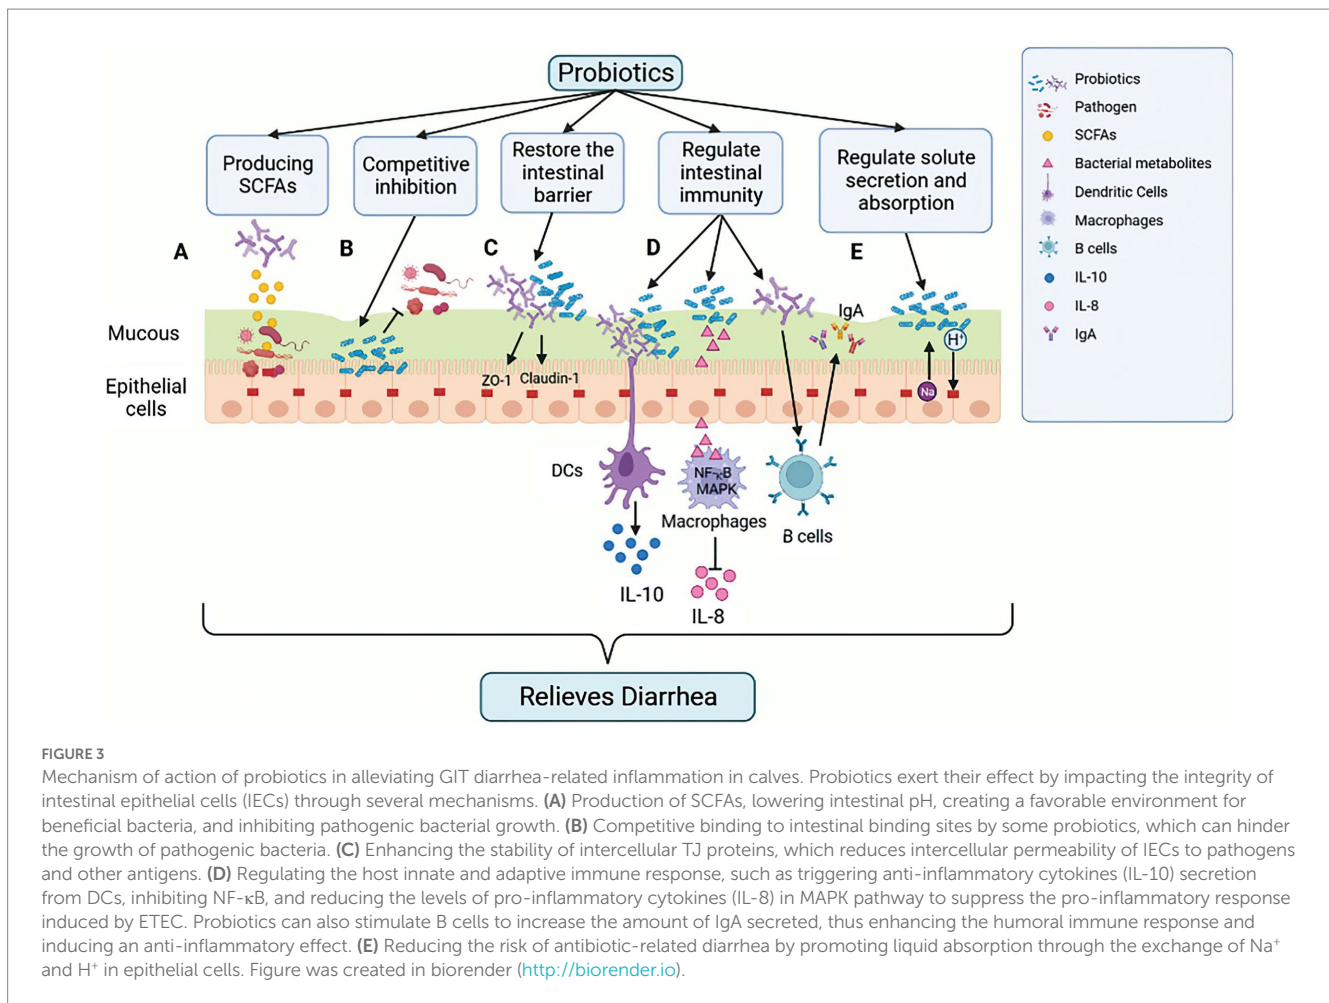 Probiotics
Producing
SCFAs
Competitive
inhibition
Restore the
intestinal
barrier
Regulate
intestinal
immunity
Regulate solute
secretion and
absorption
A
B
C
D
E
Mucous
Epithelial
cells
ZO-1
Claudin-1
IgA
H+
Na
DCs
NF-κB
MAPK
Macrophages
B cells
IL-10
IL-8
Relieves Diarrhea
Probiotics
Pathogen
SCFAs
Bacterial metabolites
Dendritic Cells
Macrophages
B cells
IL-10
IL-8
IgA
FIGURE 3
Mechanism of action of probiotics in alleviating GIT diarrhea-related inflammation in calves. Probiotics exert their effect by impacting the integrity of
intestinal epithelial cells (IECs) through several mechanisms. (A) Production of SCFAs, lowering intestinal pH, creating a favorable environment for
beneficial bacteria, and inhibiting pathogenic bacterial growth. (B) Competitive binding to intestinal binding sites by some probiotics, which can hinder
the growth of pathogenic bacteria. (C) Enhancing the stability of intercellular TJ proteins, which reduces intercellular permeability of IECs to pathogens
and other antigens. (D) Regulating the host innate and adaptive immune response, such as triggering anti-inflammatory cytokines (IL-10) secretion
from DCs, inhibiting NF-κB, and reducing the levels of pro-inflammatory cytokines (IL-8) in MAPK pathway to suppress the pro-inflammatory response
induced by ETEC. Probiotics can also stimulate B cells to increase the amount of IgA secreted, thus enhancing the humoral immune response and
inducing an anti-inflammatory effect. (E) Reducing the risk of antibiotic-related diarrhea by promoting liquid absorption through the exchange of Na⁺
and H⁺ in epithelial cells. Figure was created in biorender (http://biorender.io).